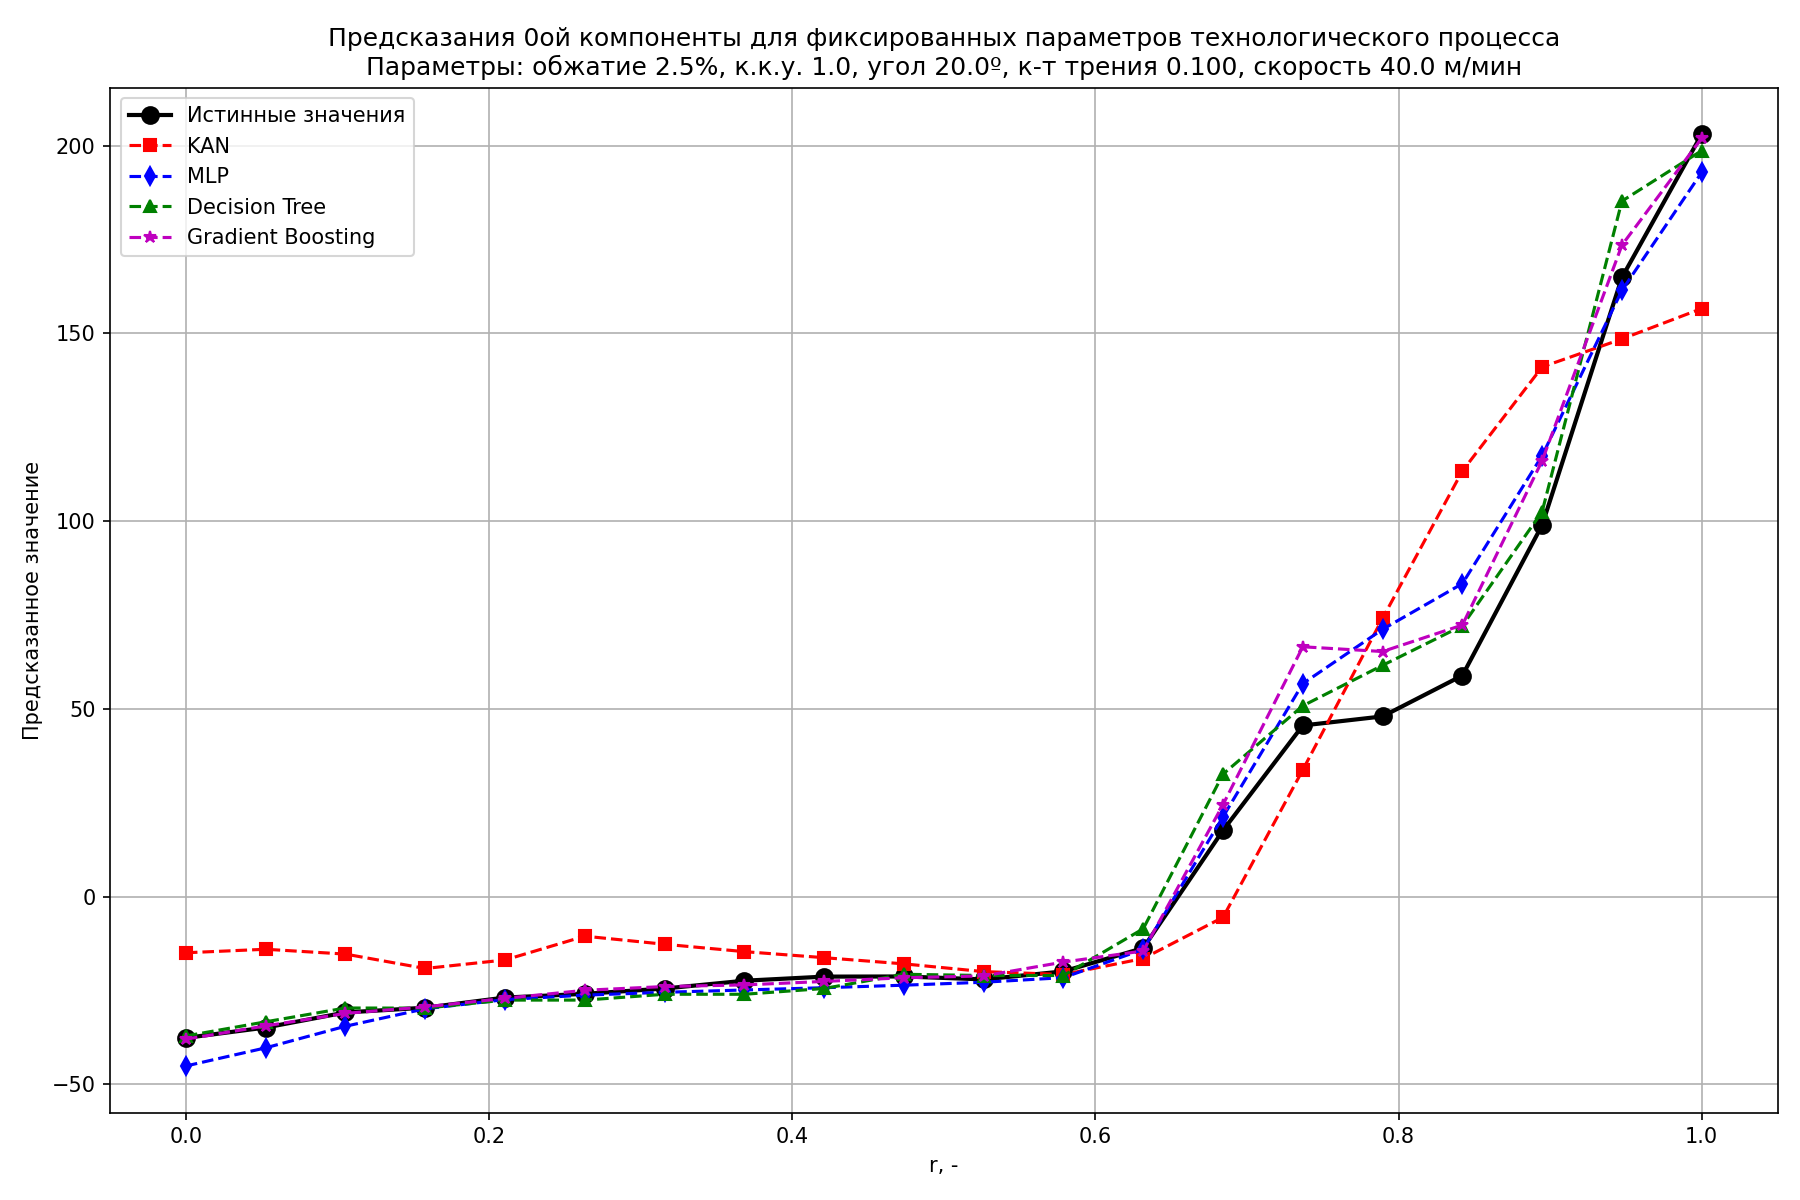 Предсказания 0ой компоненты для фиксированных параметров технологического процесса
Параметры: обжатие 2.5%, к.к.у. 1.0, угол 20.0º, к-т трения 0.100, скорость 40.0 м/мин
Истинные значения
KAN
MLP
Decision Tree
Gradient Boosting
Предсказанное значение
200
150
100
50
0
−50
0.0
0.2
0.4
0.6
0.8
1.0
r, -